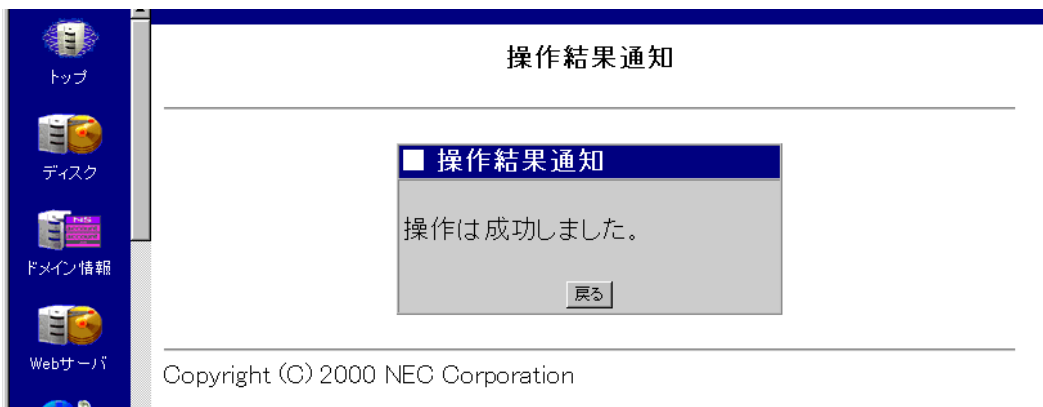 トップ
ディスク
NS
ドメイン情報
Webサーバ
操作結果通知
■ 操作結果通知
操作は成功しました。
戻る
Copyright (C) 2000 NEC Corporation